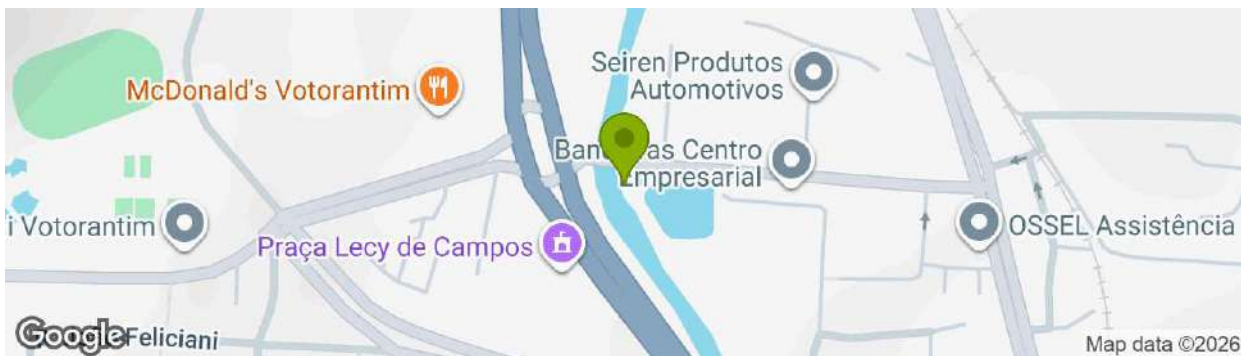 McDonald's Votorantim
Seiren Produtos
Automotivos
Centro
Empresarial
i Votorantim
Praça Lecy de Campos
OSSEL Assistência
Google
Feliciani
Map data ©2026